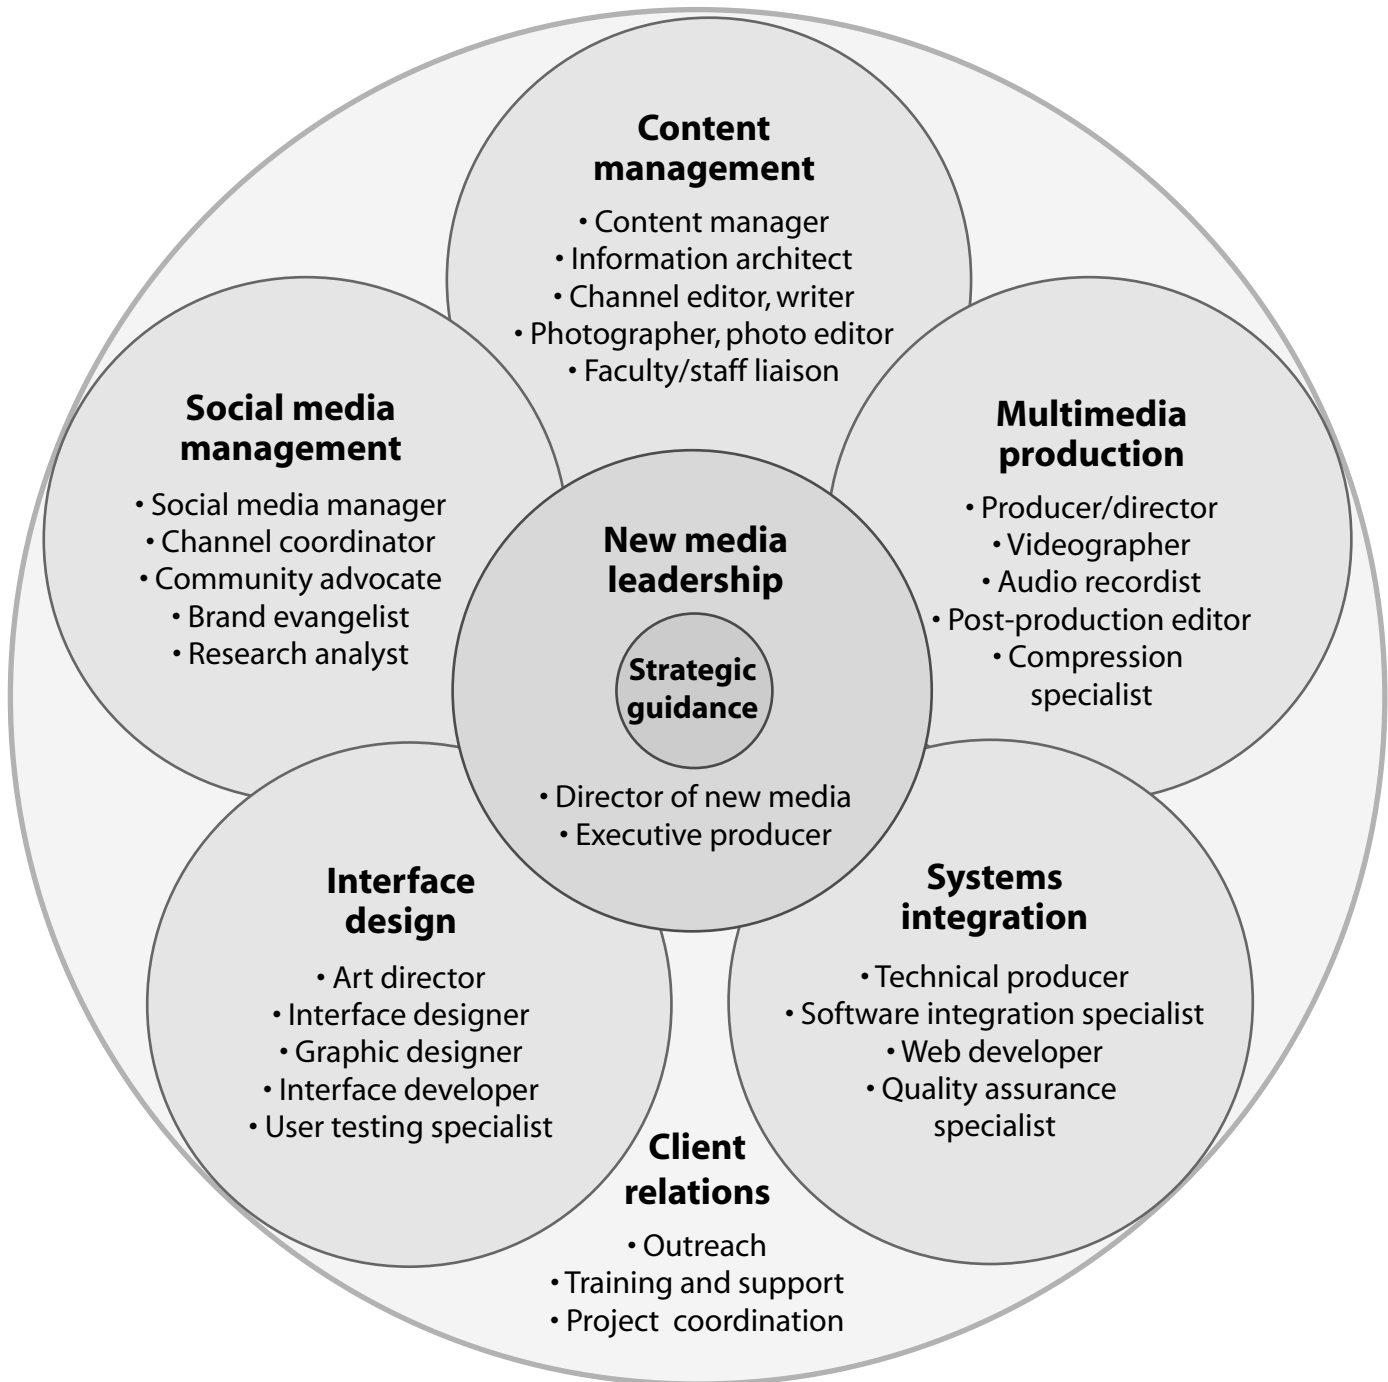 Content
management
• Content manager
• Information architect
• Channel editor, writer
• Photographer, photo editor
• Faculty/staff liaison
Social media
management
• Social media manager
• Channel coordinator
• Community advocate
• Brand evangelist
• Research analyst
Multimedia
production
• Producer/director
• Videographer
• Audio recordist
• Post-production editor
• Compression
specialist
New media
leadership
Strategic
guidance
• Director of new media
• Executive producer
Interface
design
• Art director
• Interface designer
• Graphic designer
• Interface developer
• User testing specialist
Systems
integration
• Technical producer
• Software integration specialist
• Web developer
• Quality assurance
specialist
Client
relations
• Outreach
• Training and support
• Project coordination